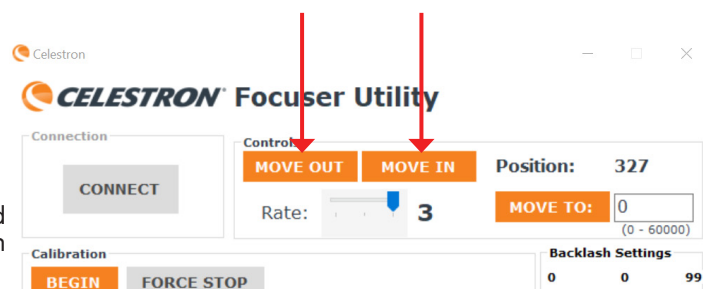 Celestron
CELESTRON Focuser Utility
Connection
CONNECT
Controls
MOVE OUT MOVE IN Position: 327
Rate: 3 MOVE TO: 0
(0 - 60000)
Calibration
BEGIN FORCE STOP
Backlash Settings
0 0 99